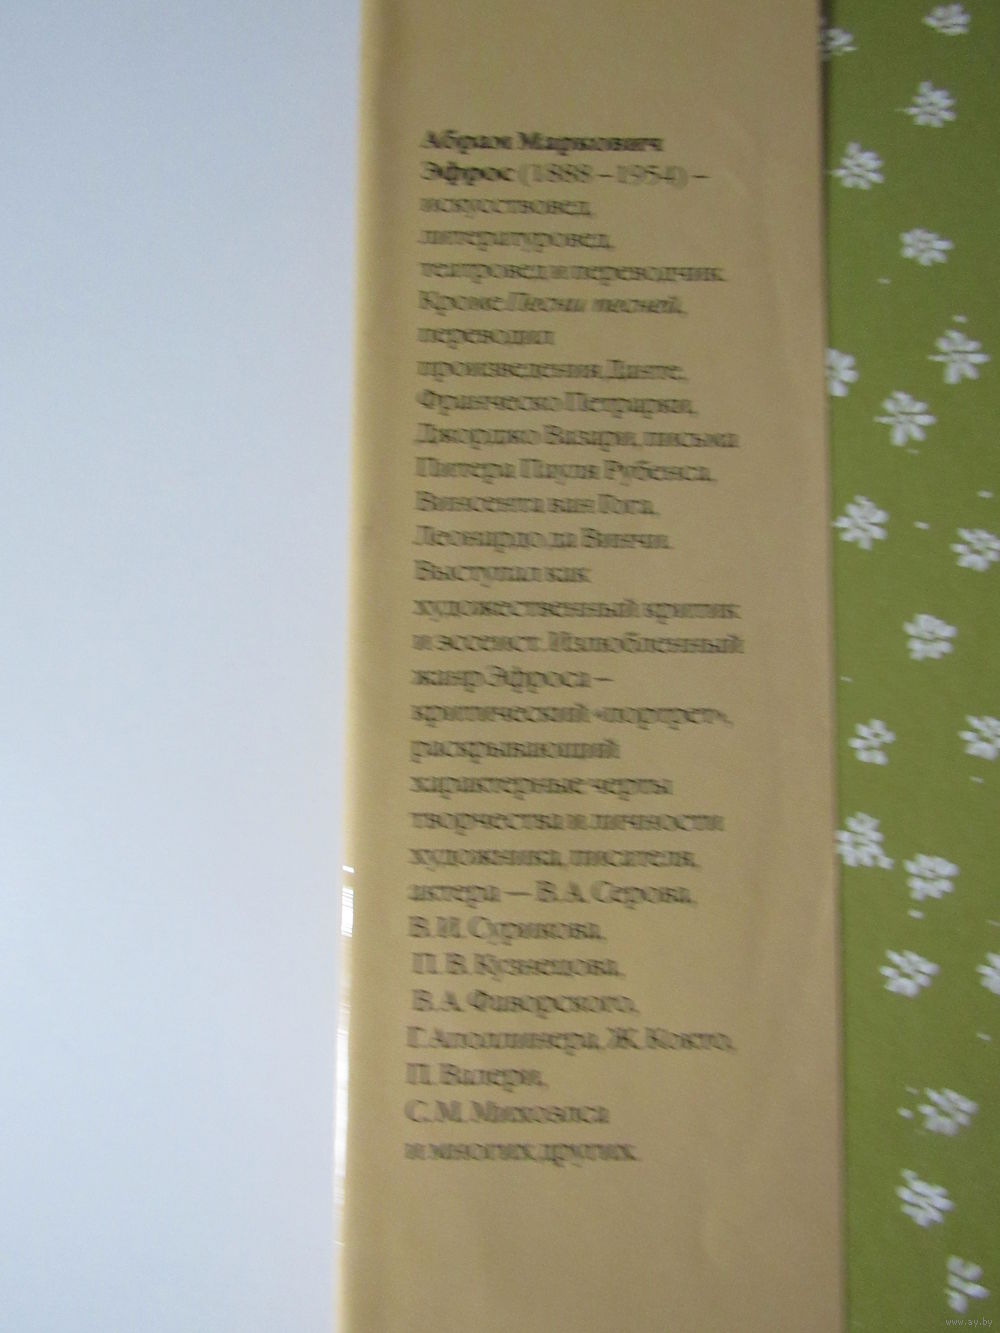 Абрам Маркович
Эфрос (1888 – 1954) –
искусствовед,
литературовед,
театровед и переводчик.
Кроме Песни песней,
переводил
произведения Данте,
Франческо Петрарки,
Джорджо Вазари, письма
Питера Пауля Рубенса,
Винсента ван Гога,
Леонардо да Винчи.
Выступал как
художественный критик
и эссеист. Излюбленный
жанр Эфроса –
критический «портрет»,
раскрывающий
характерные черты
творчества и личности
художника, писателя,
актера — В. А. Серова,
В. И. Сурикова,
П. В. Кузнецова,
В. А. Фаворского,
Г. Аполлинера, Ж. Кокто,
П. Валери,
С. М. Михоэлса
и многих других.
www.ay.by